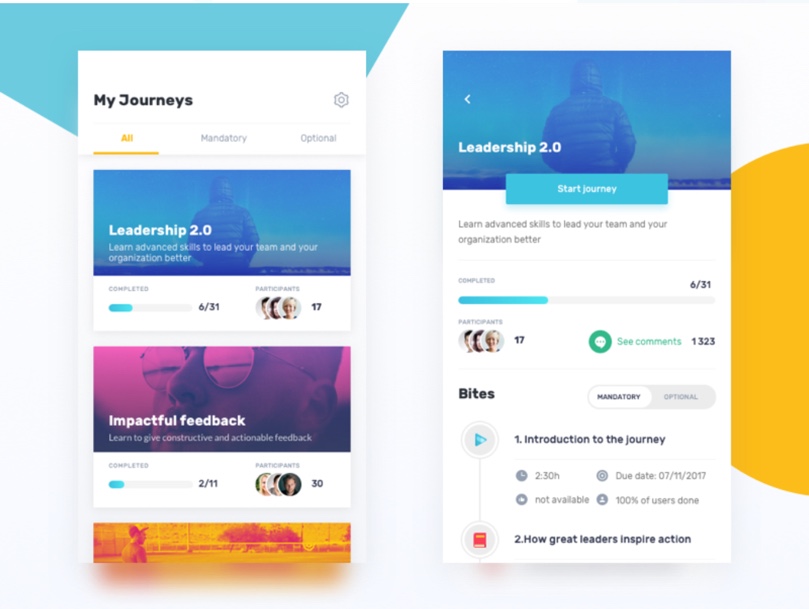 My Journeys
All
Mandatory
Optional
Leadership 2.0
Learn advanced skills to lead your team and your
organization better
COMPLETED
PARTICIPANTS
6/31
17
Impactful feedback
Learn to give constructive and actionable feedback
COMPLETED
PARTICIPANTS
2/11
30
Leadership 2.0
Start journey
Learn advanced skills to lead your team and your
organization better
COMPLETED
6/31
PARTICIPANTS
17
See comments
1 323
Bites
MANDATORY
OPTIONAL
1. Introduction to the journey
2:30h
Due date: 07/11/2017
not available
100% of users done
2.How great leaders inspire action